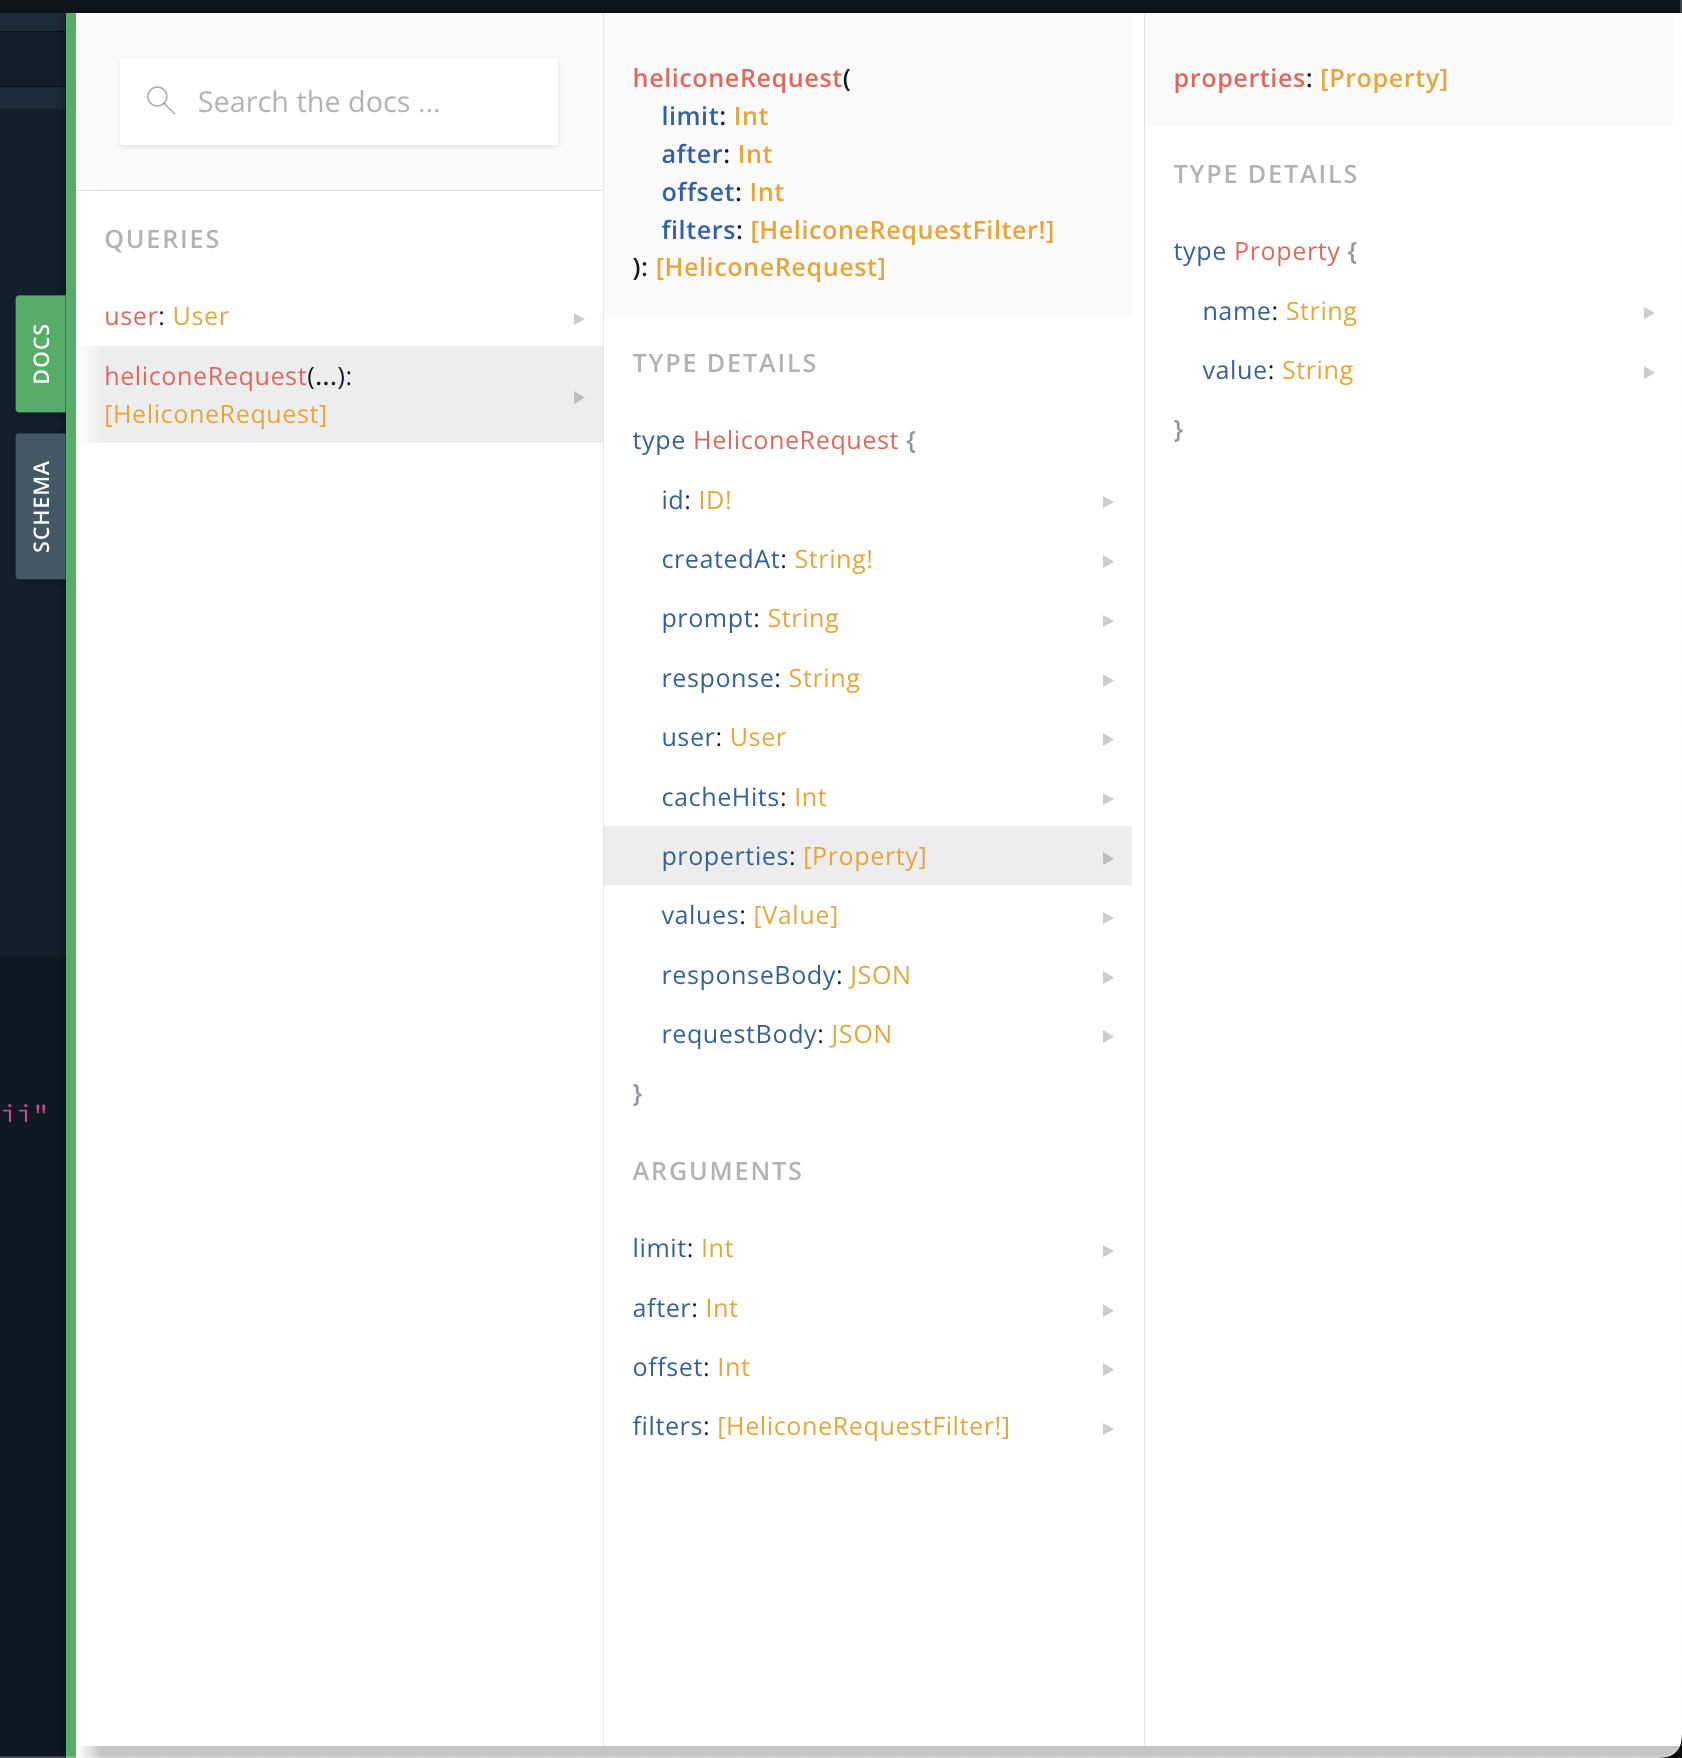 DOCS
SCHEMA
ii"
Search the docs ...
QUERIES
user: User
heliconeRequest(...):
[HeliconeRequest]
heliconeRequest(
limit: Int
after: Int
offset: Int
filters: [HeliconeRequestFilter!]
): [HeliconeRequest]
TYPE DETAILS
type HeliconeRequest {
id: ID!
createdAt: String!
prompt: String
response: String
user: User
cacheHits: Int
properties: [Property]
values: [Value]
responseBody: JSON
requestBody: JSON
}
ARGUMENTS
limit: Int
after: Int
offset: Int
filters: [HeliconeRequestFilter!]
properties: [Property]
TYPE DETAILS
type Property {
name: String
value: String
}